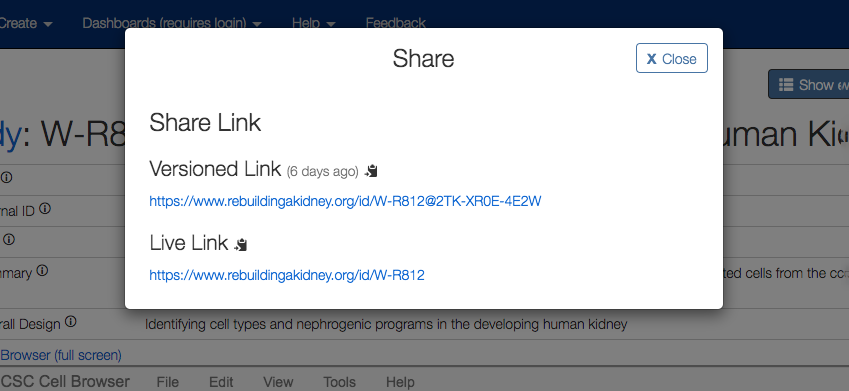 Create Dashboards (requires login) Help Feedback
Share
X Close
Show
Share Link
dy: W-R8
uman Ki
Versioned Link (6 days ago)
https://www.rebuildingakidney.org/id/W-R812@2TK-XR0E-4E2W
rnal ID
Live Link
https://www.rebuildingakidney.org/id/W-R812
mmary
ted cells from the co
rall Design Identifying cell types and nephrogenic programs in the developing human kidney
Browser (full screen)
CSC Cell Browser File Edit View Tools Help